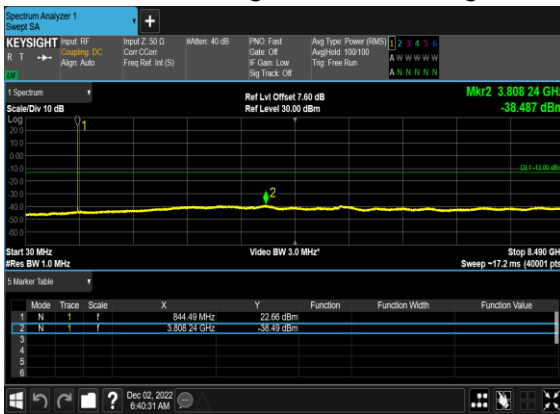 Spectrum Analyzer 1
Swept SA
KEYSIGHT Input: RF Input Z: 50 Ω #Atten: 40 dB PNO: Fast Avg Type: Power (RMS) 1 2 3 4 5 6
R T Coupling: DC Corr CCorr Gate: Off Avg|Hold: 100/100 A W W W W W
Align: Auto Freq Ref: Int (S) IF Gain: Low Trig: Free Run
LV Sig Track: Off A N N N N N
1 Spectrum Ref Lvl Offset 7.60 dB Mkr2 3.808 24 GHz
Scale/Div 10 dB Ref Level 30.00 dBm -38.487 dBm
Log
20.0
10.0
0.00
-10.0
DL1 -13.00 dBm
-20.0
-30.0
-40.0
-50.0
-60.0
1
2
Start 30 MHz Video BW 3.0 MHz* Stop 8.490 GHz
#Res BW 1.0 MHz Sweep ~17.2 ms (40001 pts)
5 Marker Table
Mode Trace Scale X Y Function Function Width Function Value
1 N 1 f 844.49 MHz 22.66 dBm
2 N 1 f 3.808 24 GHz -38.49 dBm
3
4
5
6
? Dec 02, 2022
6:40:31 AM